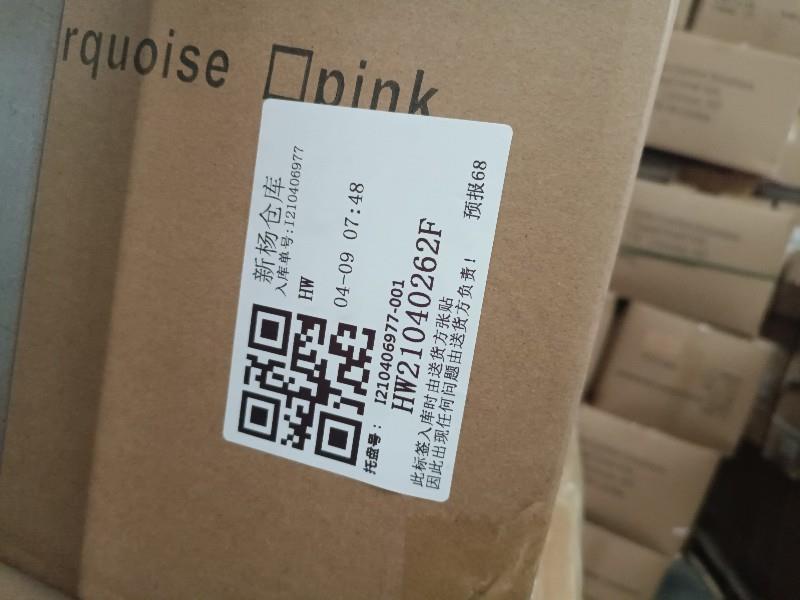 rquoise □pink
新杨仓库
入库单号:I210406977
HW
04-09 07:48
托盘号: I210406977-001
HW21040262F
预报68
此标签入库时由送货方张贴
因此出现任何问题由送货方负责!